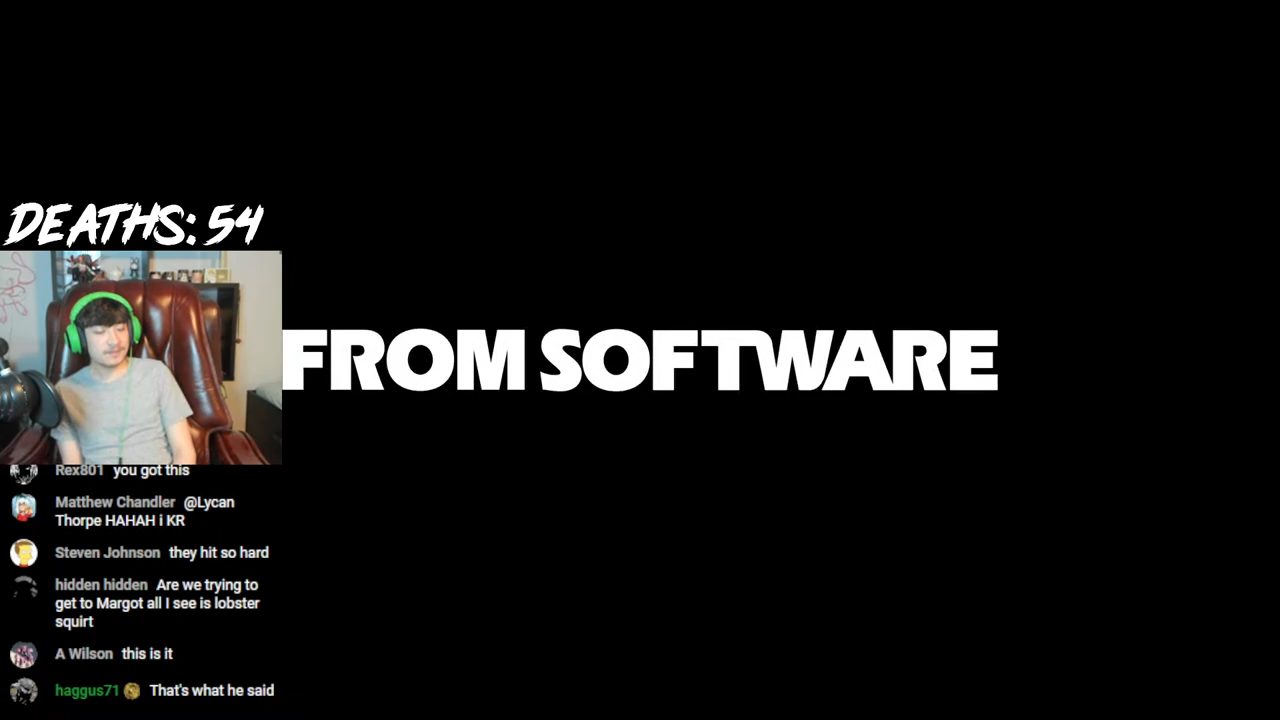 DEATHS: 54
FROM SOFTWARE
Rex801 you got this
Matthew Chandler @Lycan
Thorpe HAHAH i KR
Steven Johnson they hit so hard
hidden hidden Are we trying to
get to Margot all I see is lobster
squirt
A Wilson this is it
haggus71 That's what he said